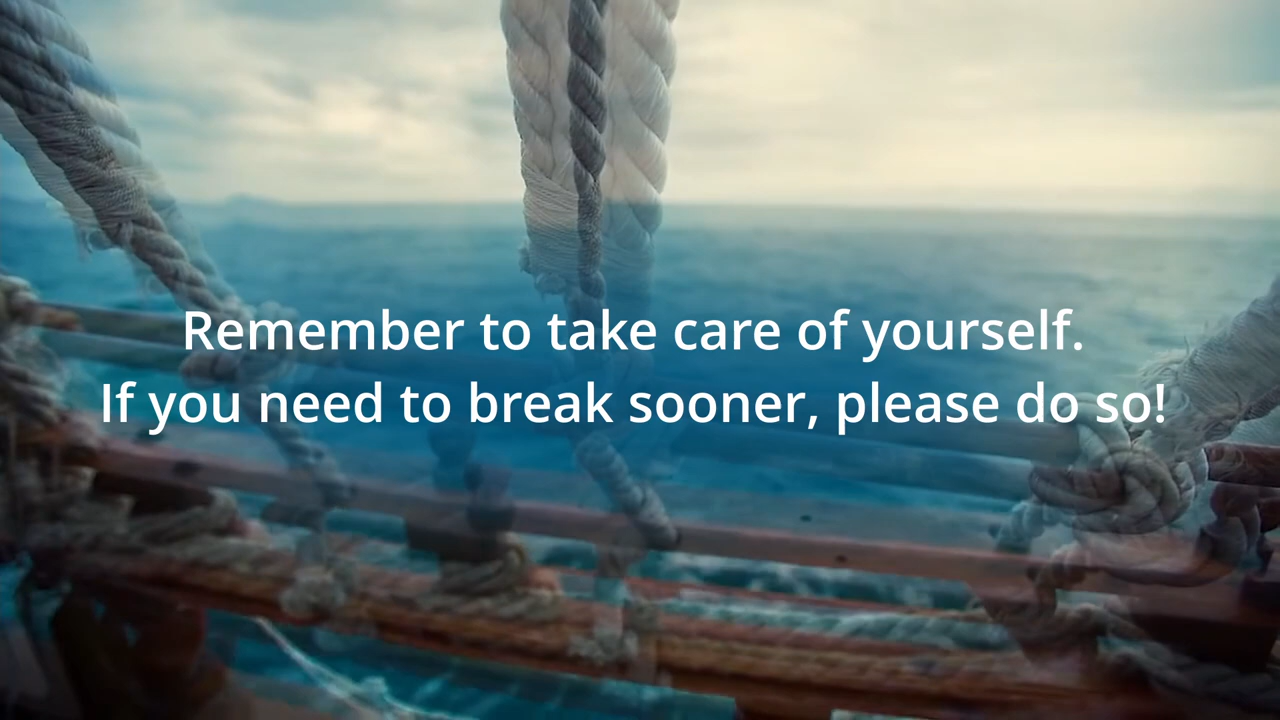 Remember to take care of yourself.
If you need to break sooner, please do so!